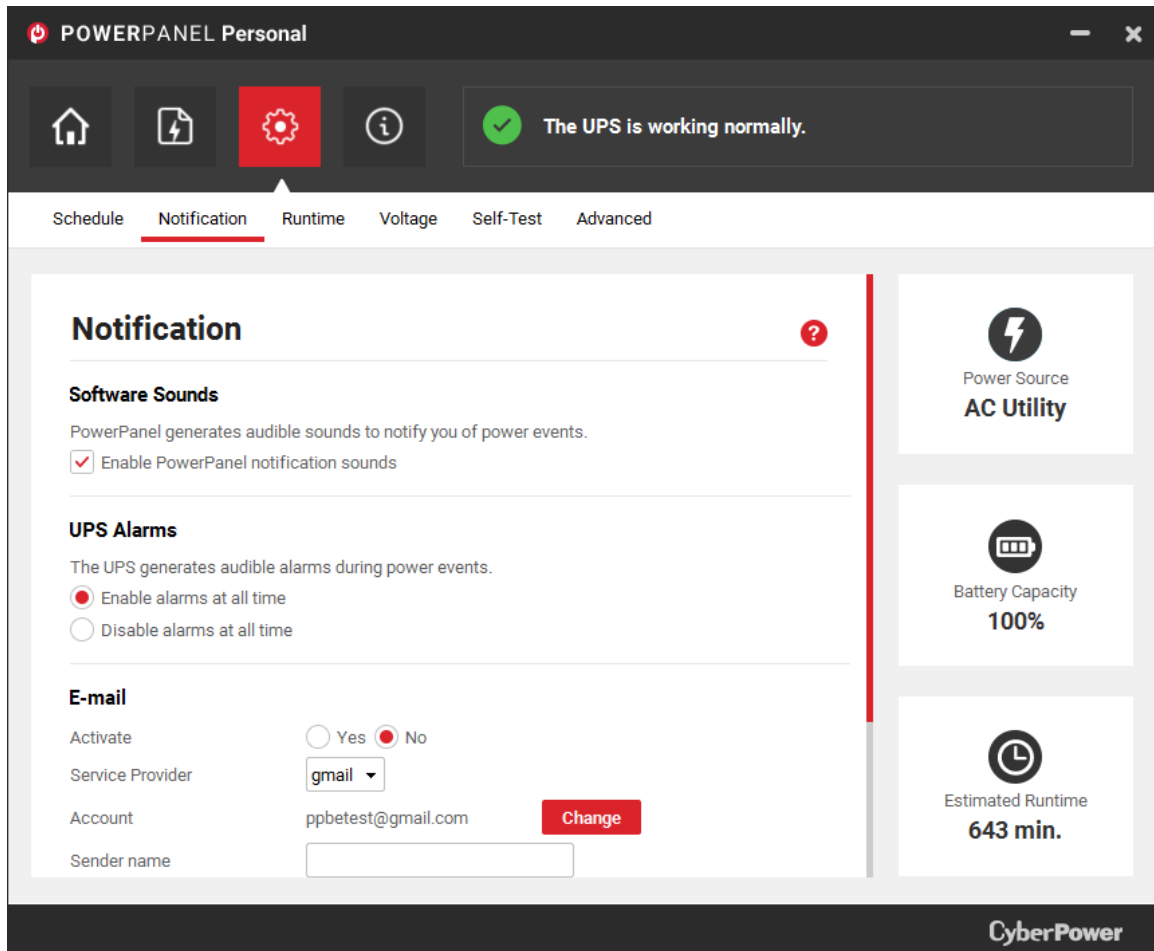 POWERPANEL Personal
The UPS is working normally.
Schedule Notification Runtime Voltage Self-Test Advanced
Notification
?
Software Sounds
PowerPanel generates audible sounds to notify you of power events.
Enable PowerPanel notification sounds
UPS Alarms
The UPS generates audible alarms during power events.
Enable alarms at all time
Disable alarms at all time
E-mail
Activate Yes No
Service Provider gmail
Account ppbetest@gmail.com Change
Sender name
Power Source
AC Utility
Battery Capacity
100%
Estimated Runtime
643 min.
CyberPower